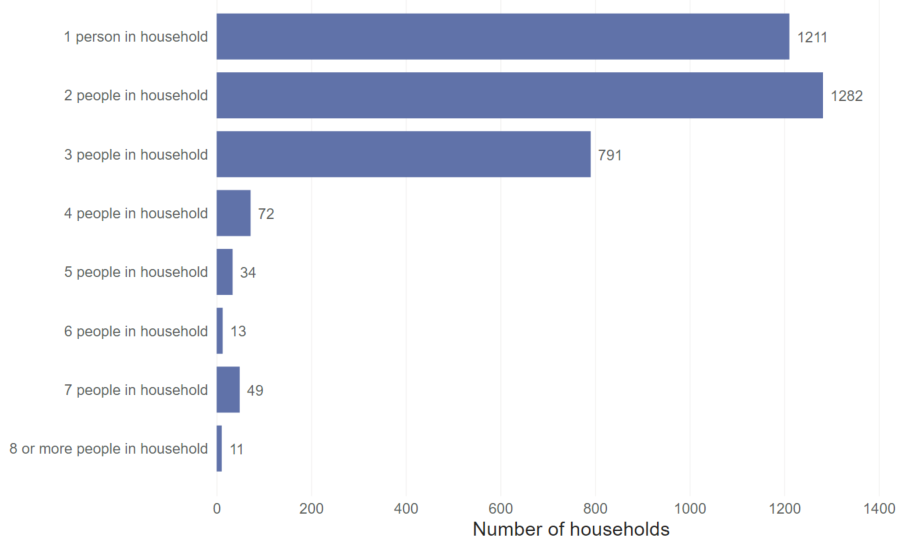 1 person in household 1211
2 people in household 1282
3 people in household 791
4 people in household 72
5 people in household 34
6 people in household 13
7 people in household 49
8 or more people in household 11
0 200 400 600 800 1000 1200 1400
Number of households